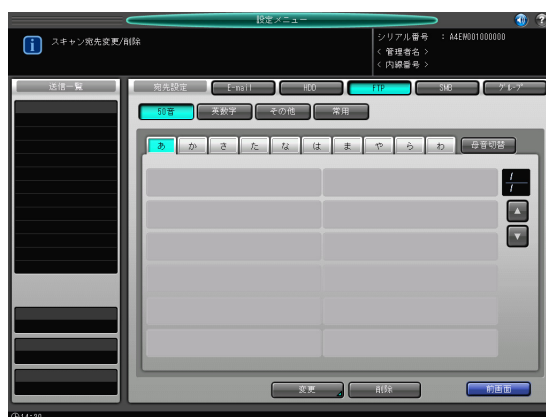 設定メニュー
スキャン宛先変更/削除
シリアル番号 : A4EW001000000
< 管理者名 >
< 内線番号 >
送信一覧
宛先設定 E-mail HDD FTP SMB グループ
50音 英数字 その他 常用
あ か さ た な は ま や ら わ 母音切替
1
1
変更 削除 前画面
14:30